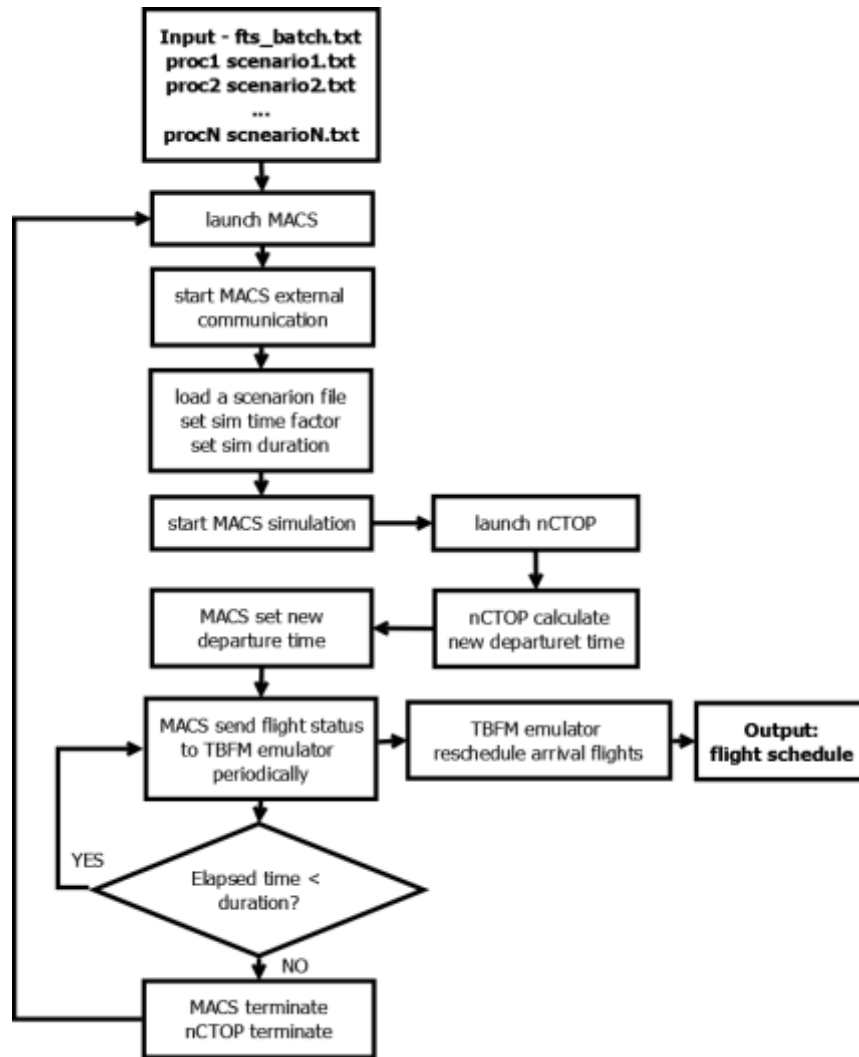 Input - fts_batch.txt
proc1 scenario1.txt
proc2 scenario2.txt
...
procN scnearioN.txt
launch MACS
start MACS external
communication
load a scenarion file
set sim time factor
set sim duration
start MACS simulation
launch nCTOP
MACS set new
departure time
nCTOP calculate
new departuret time
MACS send flight status
to TBFM emulator
periodically
TBFM emulator
reschedule arrival flights
Output:
flight schedule
YES
Elapsed time <
duration?
NO
MACS terminate
nCTOP terminate